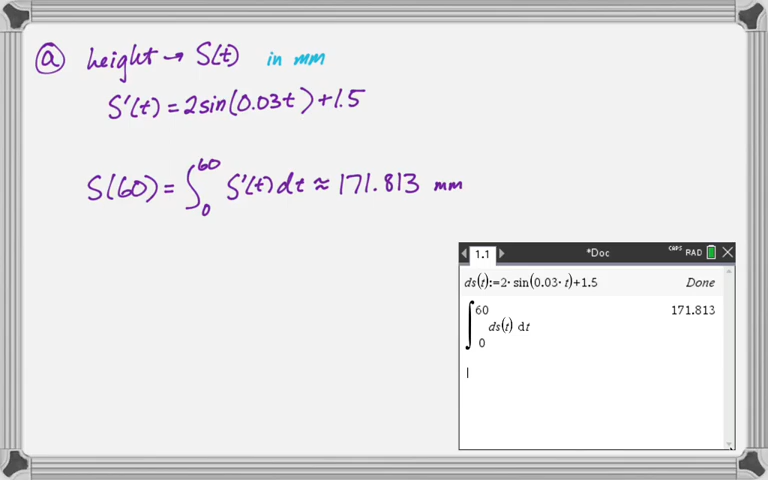 a height → S(t) in mm
S'(t) = 2sin(0.03t) + 1.5
S(60) = ∫₀⁶⁰ S'(t)dt ≈ 171.813 mm
1.1 *Doc CAPS RAD
ds(t):=2· sin(0.03· t)+1.5 Done
∫₀⁶⁰ ds(t) dt 171.813